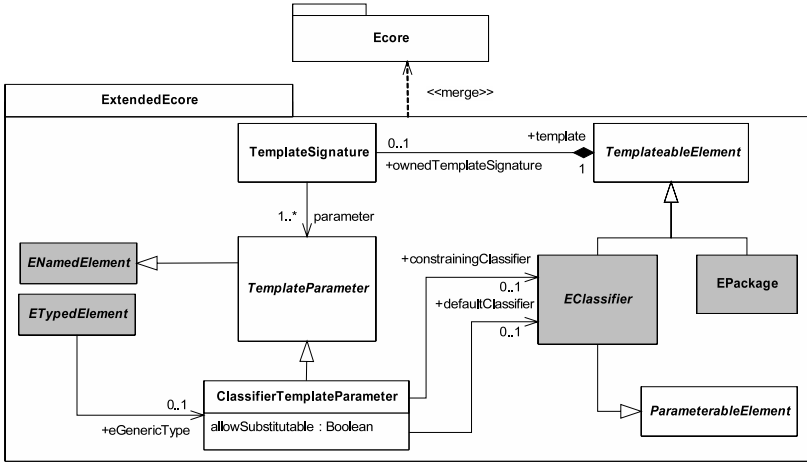 Ecore
<<merge>>
ExtendedEcore
TemplateSignature
0..1
+template
+ownedTemplateSignature
1
TemplateableElement
1..*
parameter
ENamedElement
ETypedElement
TemplateParameter
+constrainingClassifier
0..1
+defaultClassifier
0..1
EClassifier
EPackage
0..1
+eGenericType
ClassifierTemplateParameter
allowSubstitutable : Boolean
ParameterableElement